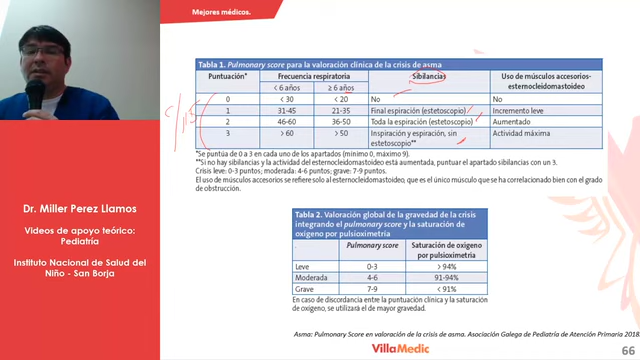 Mejores médicos.
Tabla 1. Pulmonary score para la valoración clínica de la crisis de asma
Puntuación* Frecuencia respiratoria Sibilancias Uso de músculos accesorios-esternocleidomastoideo
< 6 años ≥ 6 años
0 < 30 < 20 No No
1 31-45 21-35 Final espiración (estetoscopio) Incremento leve
2 46-60 36-50 Toda la espiración (estetoscopio) Aumentado
3 > 60 > 50 Inspiración y espiración, sin estetoscopio** Actividad máxima
*Se puntúa de 0 a 3 en cada uno de los apartados (mínimo 0, máximo 9).
**Si no hay sibilancias y la actividad del esternocleidomastoideo está aumentada, puntuar el apartado sibilancias con un 3.
Crisis leve: 0-3 puntos; moderada: 4-6 puntos; grave: 7-9 puntos.
El uso de músculos accesorios se refiere solo al esternocleidomastoideo, que es el único músculo que se ha correlacionado bien con el grado
de obstrucción.
Dr. Miller Perez Llamos
Videos de apoyo teórico:
Pediatría
Instituto Nacional de Salud del
Niño - San Borja
Tabla 2. Valoración global de la gravedad de la crisis
integrando el pulmonary score y la saturación de
oxígeno por pulsioximetría
Pulmonary score Saturación de oxígeno por pulsioximetría
Leve 0-3 > 94%
Moderada 4-6 91-94%
Grave 7-9 < 91%
En caso de discordancia entre la puntuación clínica y la saturación
de oxígeno, se utilizará el de mayor gravedad.
Asma: Pulmonary Score en valoración de la crisis de asma. Asociación Galega de Pediatría de Atención Primaria 2018.
VillaMedic
66